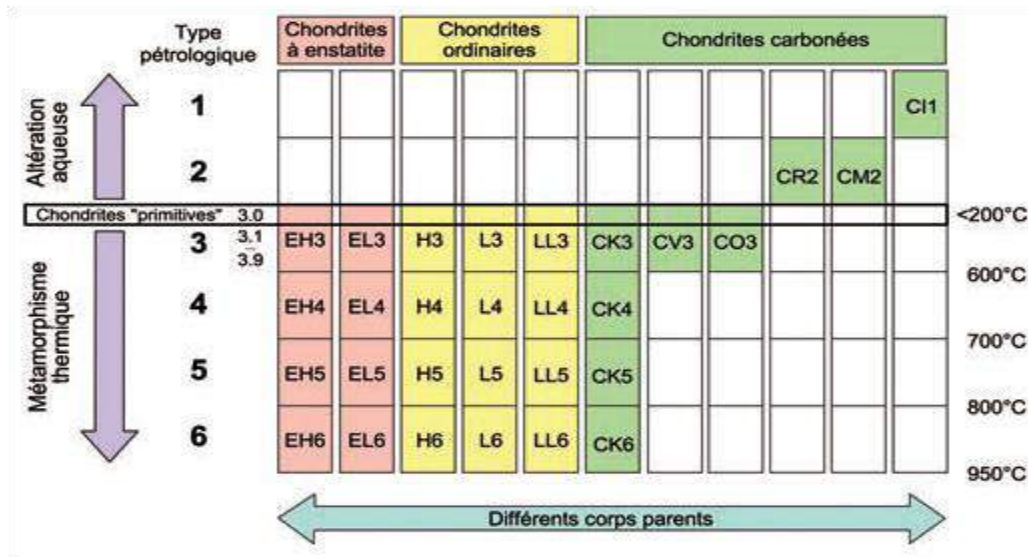 Type
pétrologique
Chondrites
à enstatite
Chondrites
ordinaires
Chondrites carbonées
Altération
aqueuse
1
CI1
2
CR2 CM2
Chondrites "primitives" 3.0
<200°C
3
3.1
3.9
EH3 EL3 H3 L3 LL3 CK3 CV3 CO3
600°C
Métamorphisme
thermique
4 EH4 EL4 H4 L4 LL4 CK4
700°C
5 EH5 EL5 H5 L5 LL5 CK5
800°C
6 EH6 EL6 H6 L6 LL6 CK6
950°C
Différents corps parents